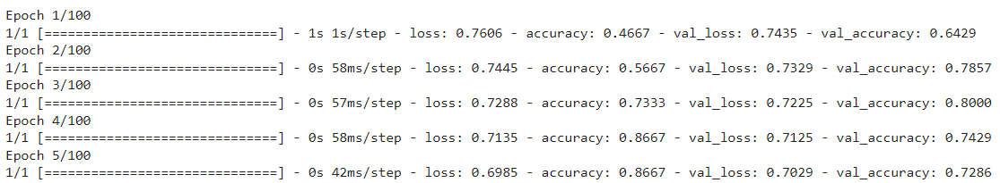 Epoch 1/100
1/1 [==============================] - 1s 1s/step - loss: 0.7606 - accuracy: 0.4667 - val_loss: 0.7435 - val_accuracy: 0.6429
Epoch 2/100
1/1 [==============================] - 0s 58ms/step - loss: 0.7445 - accuracy: 0.5667 - val_loss: 0.7329 - val_accuracy: 0.7857
Epoch 3/100
1/1 [==============================] - 0s 57ms/step - loss: 0.7288 - accuracy: 0.7333 - val_loss: 0.7225 - val_accuracy: 0.8000
Epoch 4/100
1/1 [==============================] - 0s 58ms/step - loss: 0.7135 - accuracy: 0.8667 - val_loss: 0.7125 - val_accuracy: 0.7429
Epoch 5/100
1/1 [==============================] - 0s 42ms/step - loss: 0.6985 - accuracy: 0.8667 - val_loss: 0.7029 - val_accuracy: 0.7286